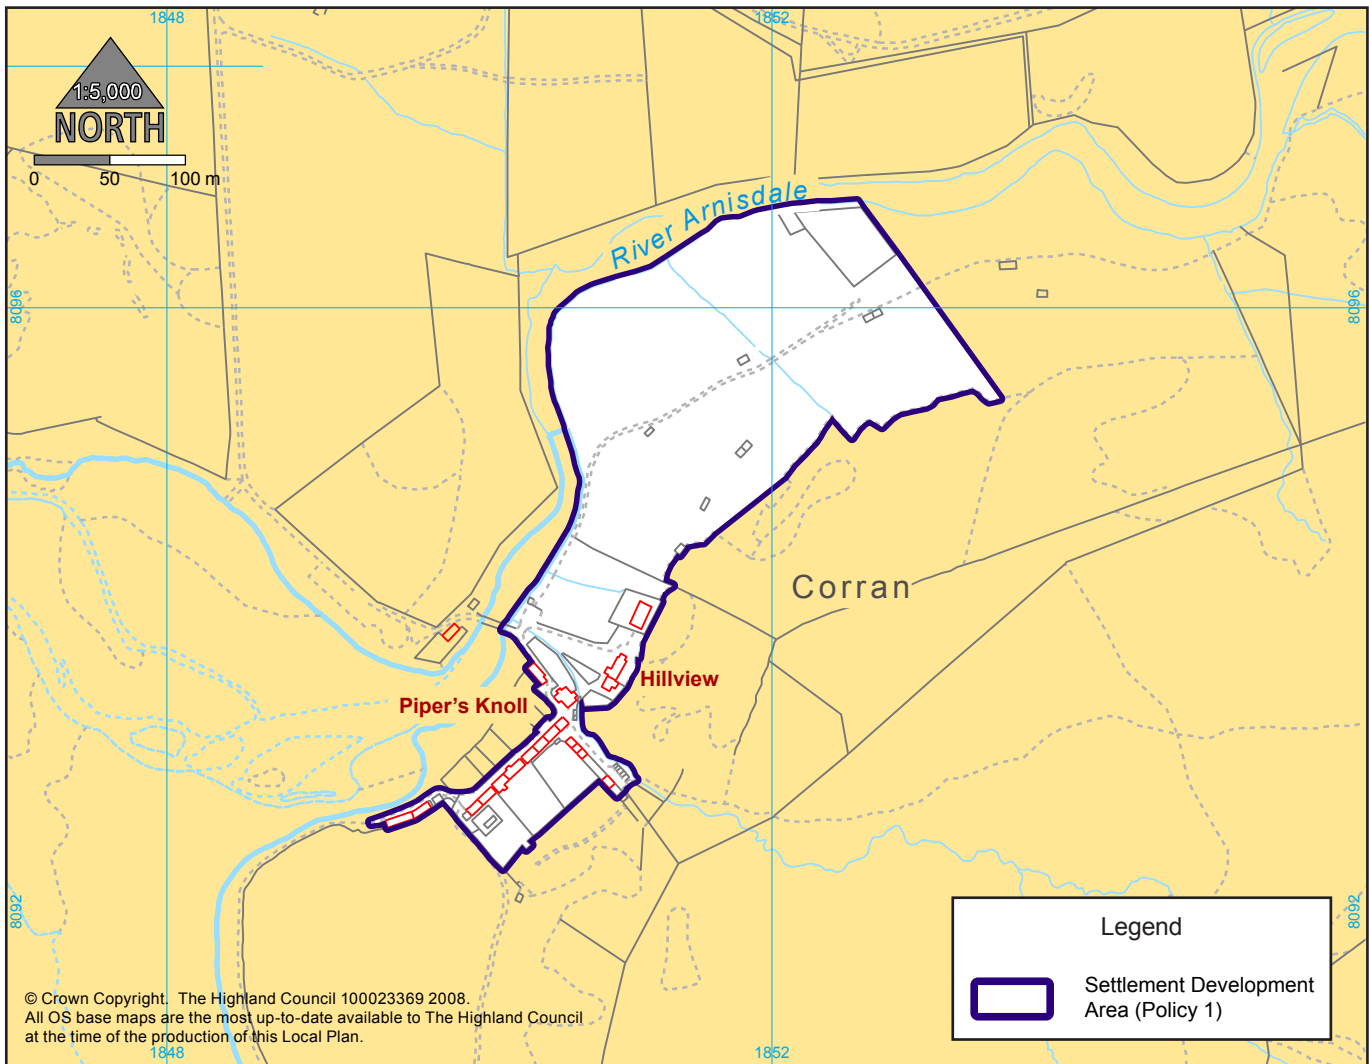 1848
1852
1:5,000
NORTH
0 50 100 m
River Arnisdale
8096
8096
Corran
Hillview
Piper's Knoll
8092
8092
Legend
Settlement Development
Area (Policy 1)
© Crown Copyright. The Highland Council 100023369 2008.
All OS base maps are the most up-to-date available to The Highland Council
at the time of the production of this Local Plan.
1848
1852